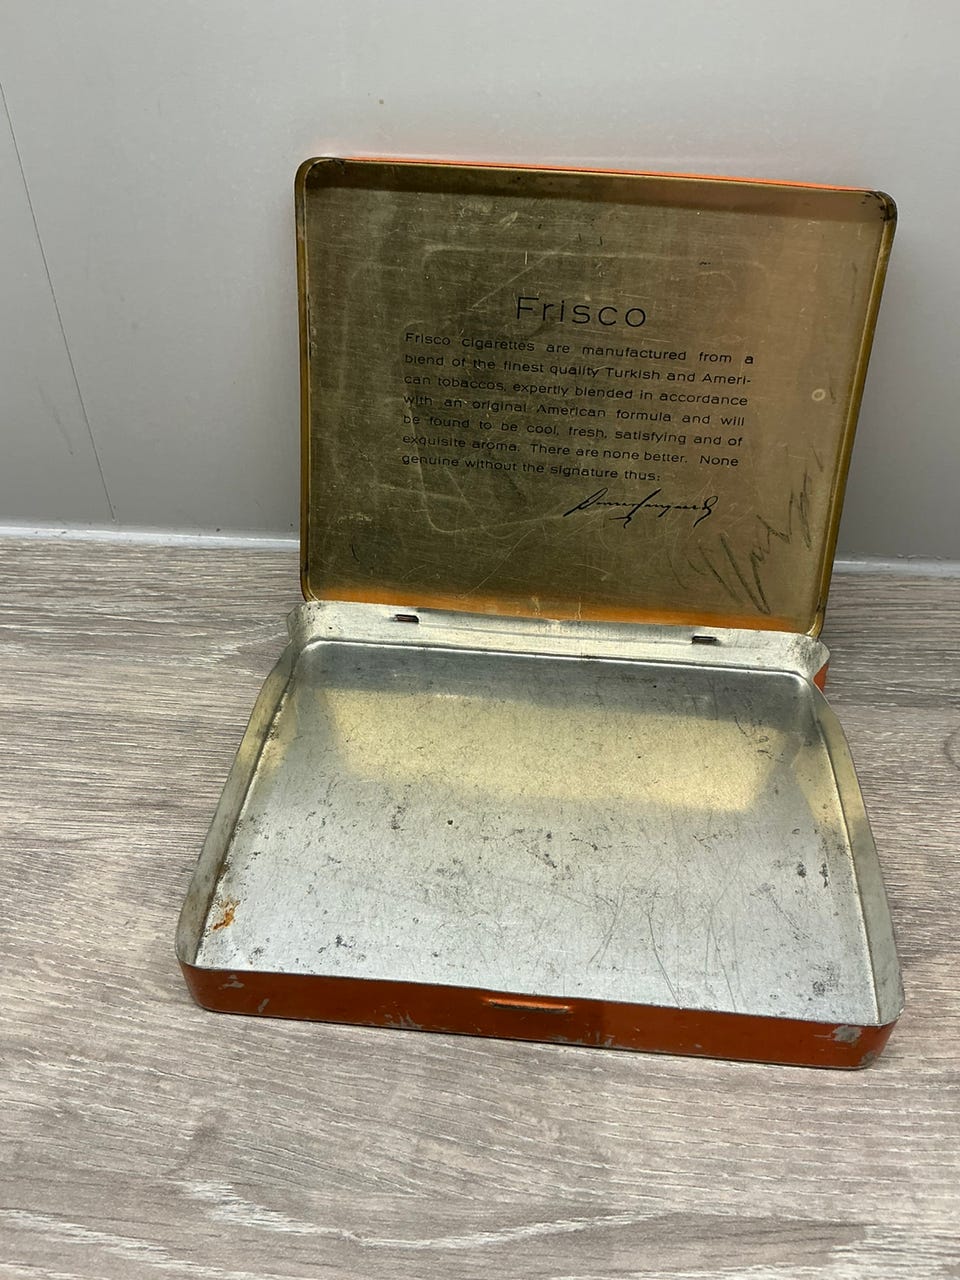 Frisco
Frisco cigarettes are manufactured from a
blend of the finest quality Turkish and Ameri-
can tobaccos, expertly blended in accordance
with an original American formula and will
be found to be cool, fresh, satisfying and of
exquisite aroma. There are none better. None
genuine without the signature thus: